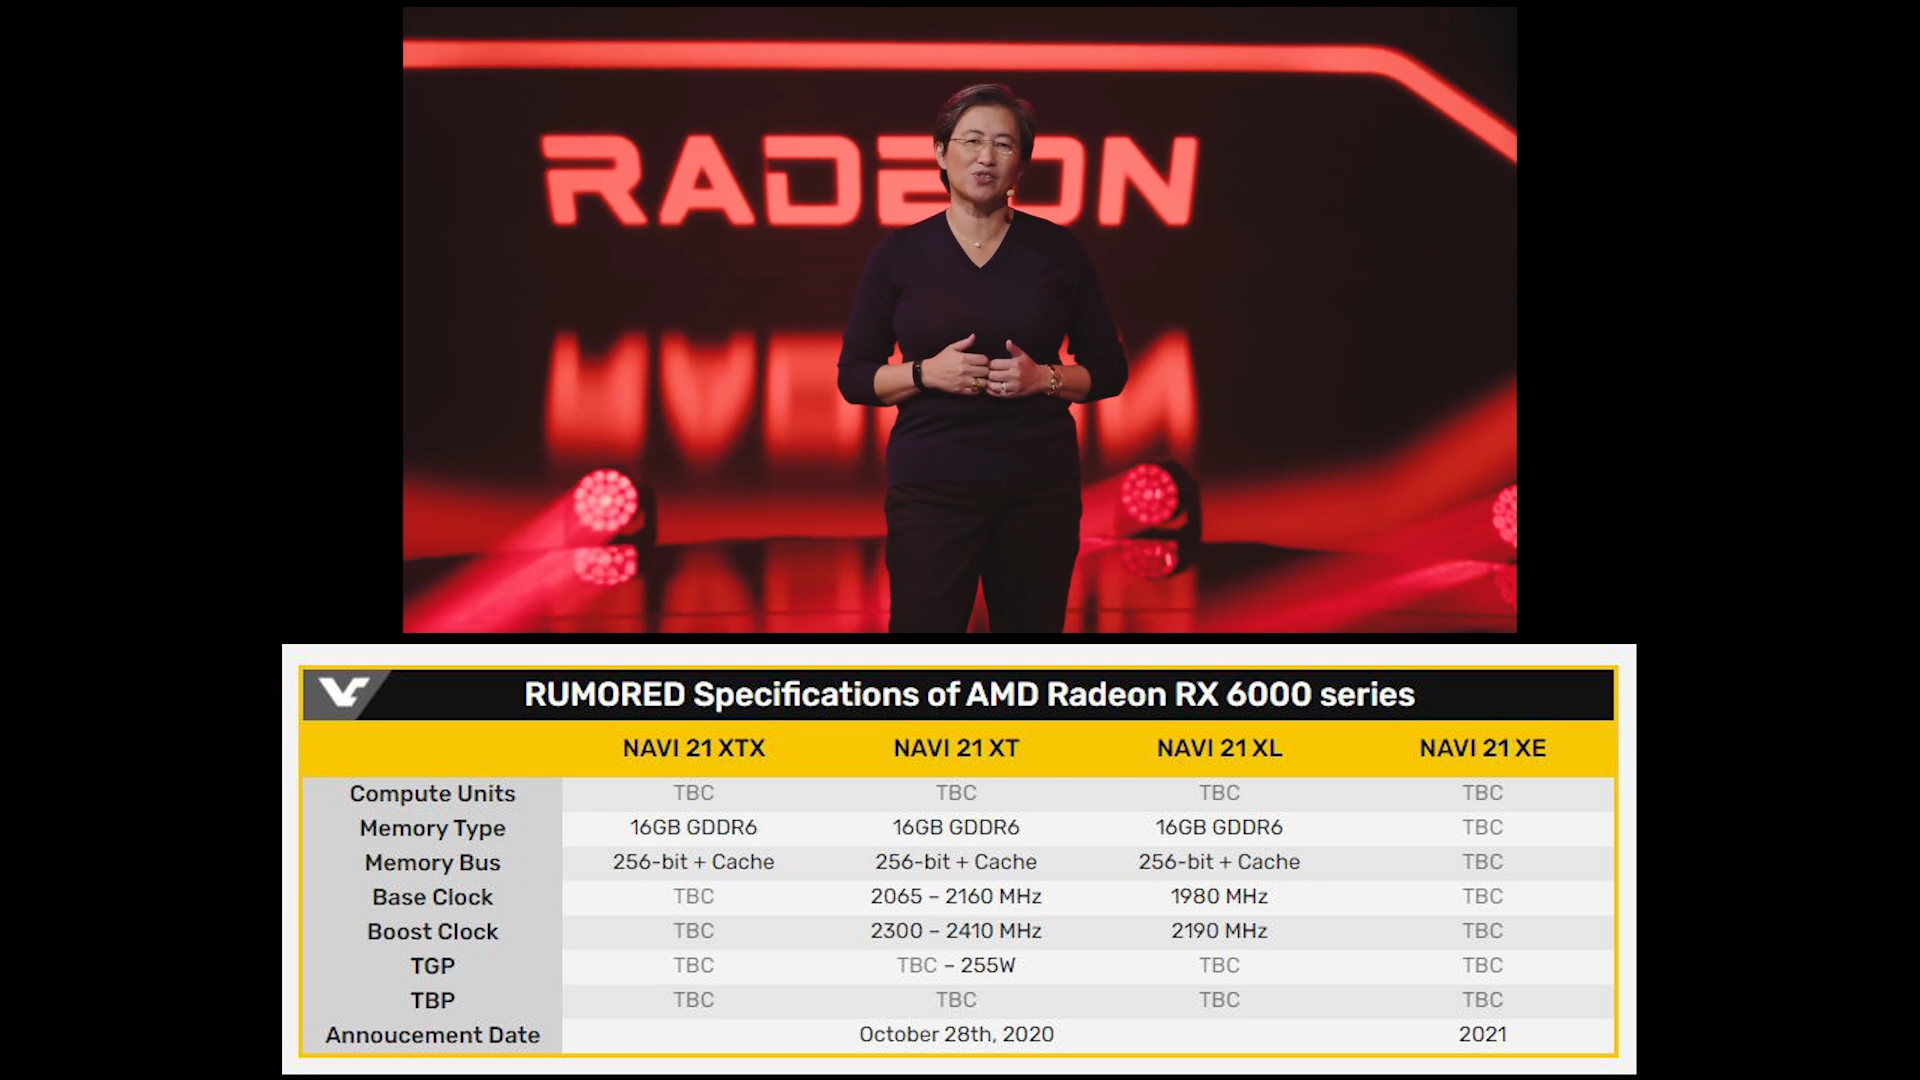 RADEON
RUMORED Specifications of AMD Radeon RX 6000 series
NAVI 21 XTX NAVI 21 XT NAVI 21 XL NAVI 21 XE
Compute Units TBC TBC TBC TBC
Memory Type 16GB GDDR6 16GB GDDR6 16GB GDDR6 TBC
Memory Bus 256-bit + Cache 256-bit + Cache 256-bit + Cache TBC
Base Clock TBC 2065 – 2160 MHz 1980 MHz TBC
Boost Clock TBC 2300 – 2410 MHz 2190 MHz TBC
TGP TBC TBC – 255W TBC TBC
TBP TBC TBC TBC TBC
Annoucement Date October 28th, 2020 2021